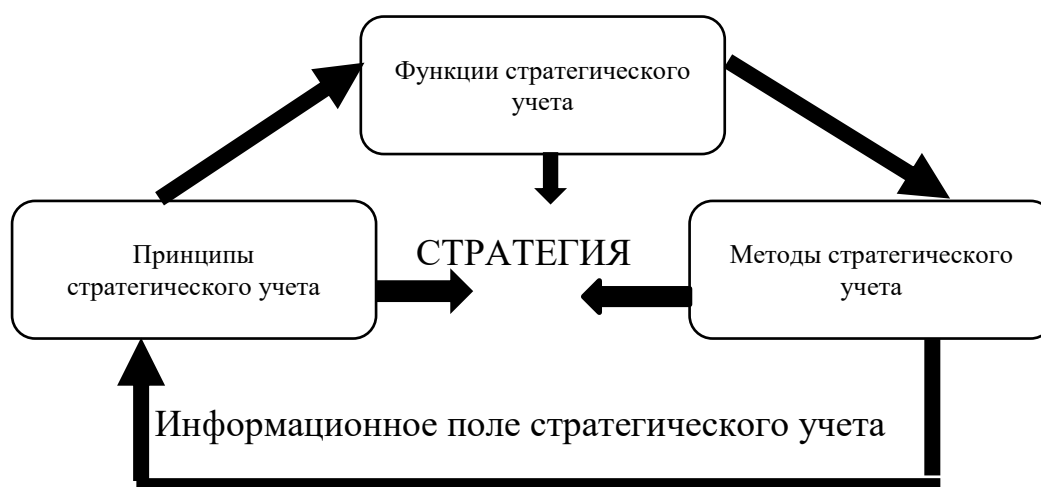 Функции стратегического
учета
Принципы
стратегического учета
СТРАТЕГИЯ
Методы стратегического
учета
Информационное поле стратегического учета